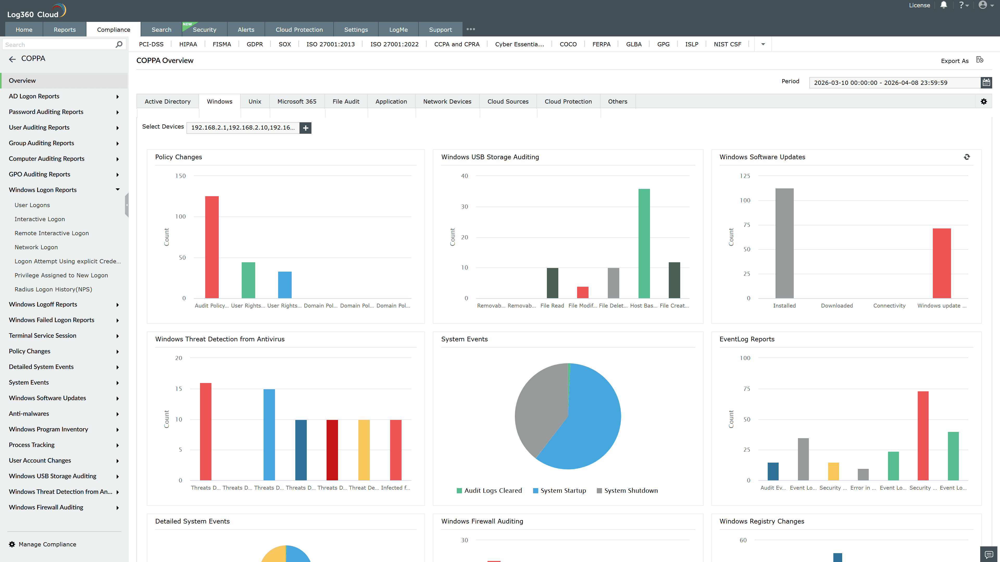 License
?
Log360 Cloud
Home
Reports
Compliance
Search
NEW
Security
Alerts
Cloud Protection
Settings
LogMe
Support
Search
PCI-DSS
HIPAA
FISMA
GDPR
SOX
ISO 27001:2013
ISO 27001:2022
CCPA and CPRA
Cyber Essentia...
COCO
FERPA
GLBA
GPG
ISLP
NIST CSF
COPPA
Overview
AD Logon Reports
Password Auditing Reports
User Auditing Reports
Group Auditing Reports
Computer Auditing Reports
GPO Auditing Reports
Windows Logon Reports
User Logons
Interactive Logon
Remote Interactive Logon
Network Logon
Logon Attempt Using explicit Crede...
Privilege Assigned to New Logon
Radius Logon History(NPS)
Windows Logoff Reports
Windows Failed Logon Reports
Terminal Service Session
Policy Changes
Detailed System Events
System Events
Windows Software Updates
Anti-malwares
Windows Program Inventory
Process Tracking
User Account Changes
Windows USB Storage Auditing
Windows Threat Detection from An...
Windows Firewall Auditing
Manage Compliance
COPPA Overview
Export As
Period
2026-03-10 00:00:00 - 2026-04-08 23:59:59
Active Directory
Windows
Unix
Microsoft 365
File Audit
Application
Network Devices
Cloud Sources
Cloud Protection
Others
Select Devices
192.168.2.1,192.168.2.10,192.16...
Policy Changes
150
100
50
0
Count
Audit Policy...
User Rights...
User Rights...
Domain Pol...
Domain Pol...
Domain Pol...
Windows USB Storage Auditing
40
30
20
10
0
Count
Removab...
Removab...
File Read
File Modif...
File Delet...
Host Bas...
File Creat...
Windows Software Updates
125
100
75
50
25
0
Count
Installed
Downloaded
Connectivity
Windows update ...
Windows Threat Detection from Antivirus
20
15
10
5
0
Count
Threats D...
Threats D...
Threats D...
Threats D...
Threats D...
Threat De...
Infected f...
System Events
Audit Logs Cleared
System Startup
System Shutdown
EventLog Reports
100
75
50
25
0
Count
Audit Ev...
Event Lo...
Security ...
Error in ...
Event Lo...
Security ...
Event Lo...
Detailed System Events
Windows Firewall Auditing
30
Windows Registry Changes
60